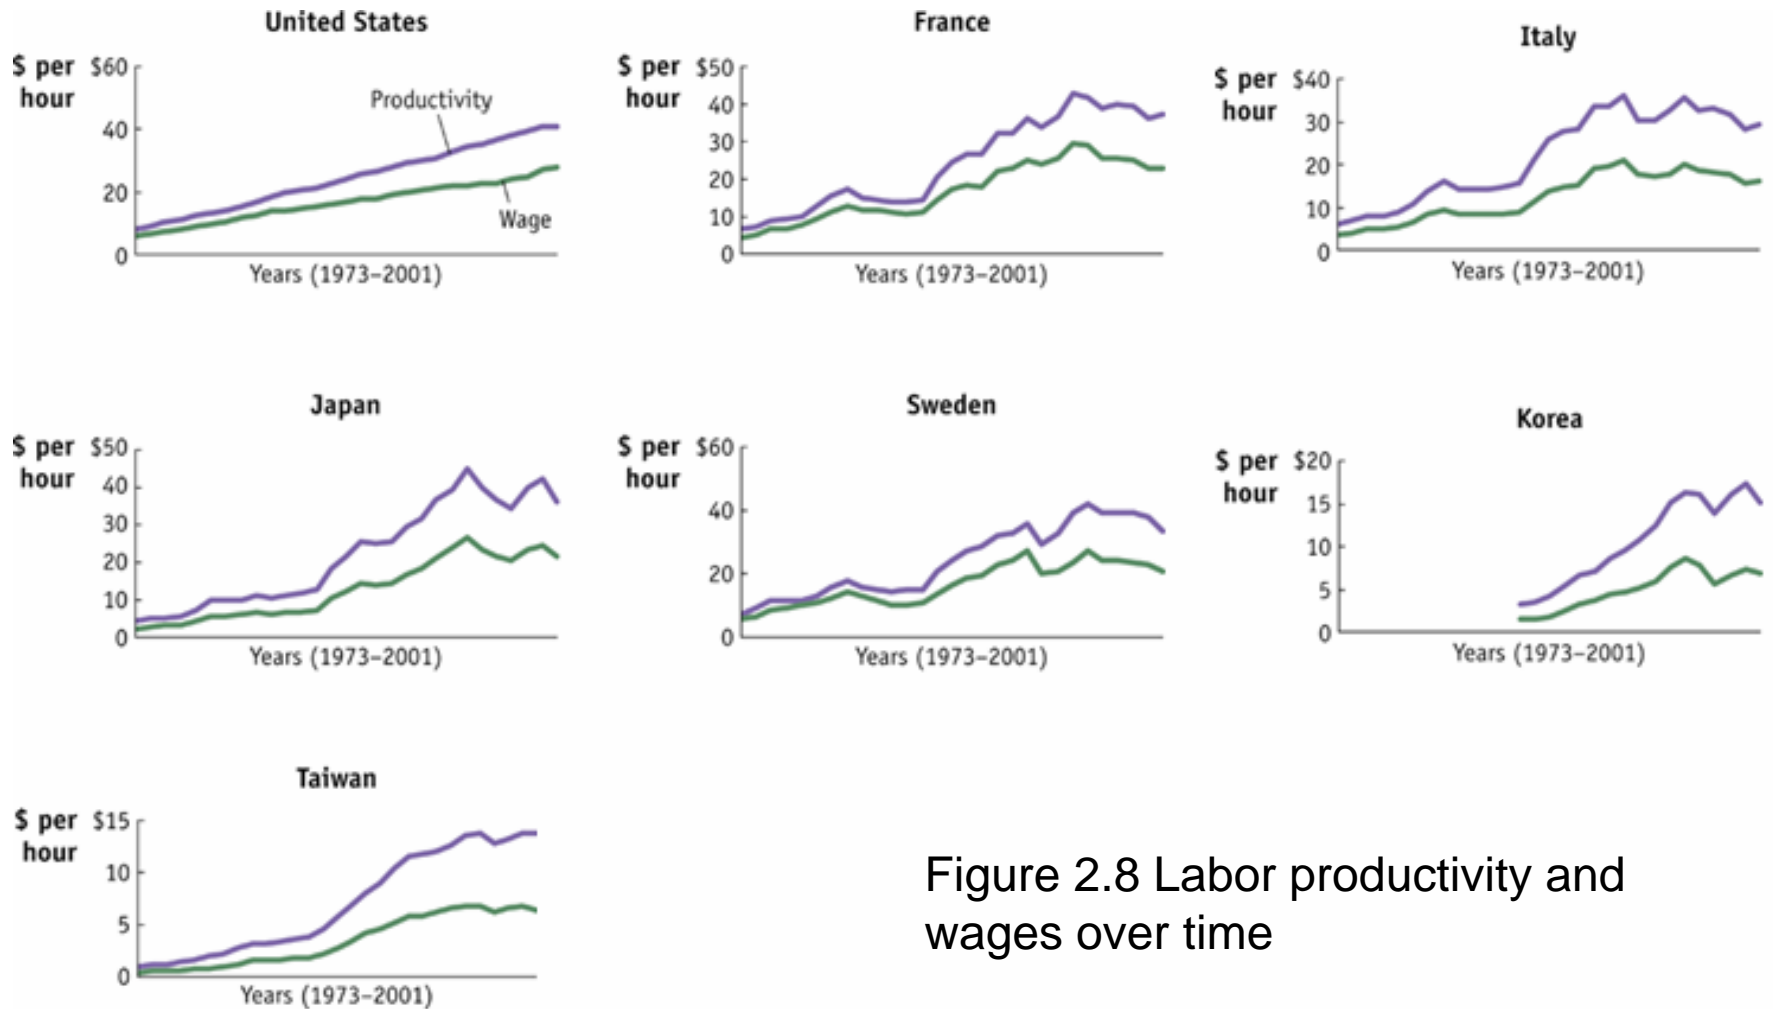 United States
$ per hour
$60
40
20
0
Productivity
Wage
Years (1973–2001)
France
$ per hour
$50
40
30
20
10
0
Years (1973–2001)
Italy
$ per hour
$40
30
20
10
0
Years (1973–2001)
Japan
$ per hour
$50
40
30
20
10
0
Years (1973–2001)
Sweden
$ per hour
$60
40
20
0
Years (1973–2001)
Korea
$ per hour
$20
15
10
5
0
Years (1973–2001)
Taiwan
$ per hour
$15
10
5
0
Years (1973–2001)
Figure 2.8 Labor productivity and
wages over time